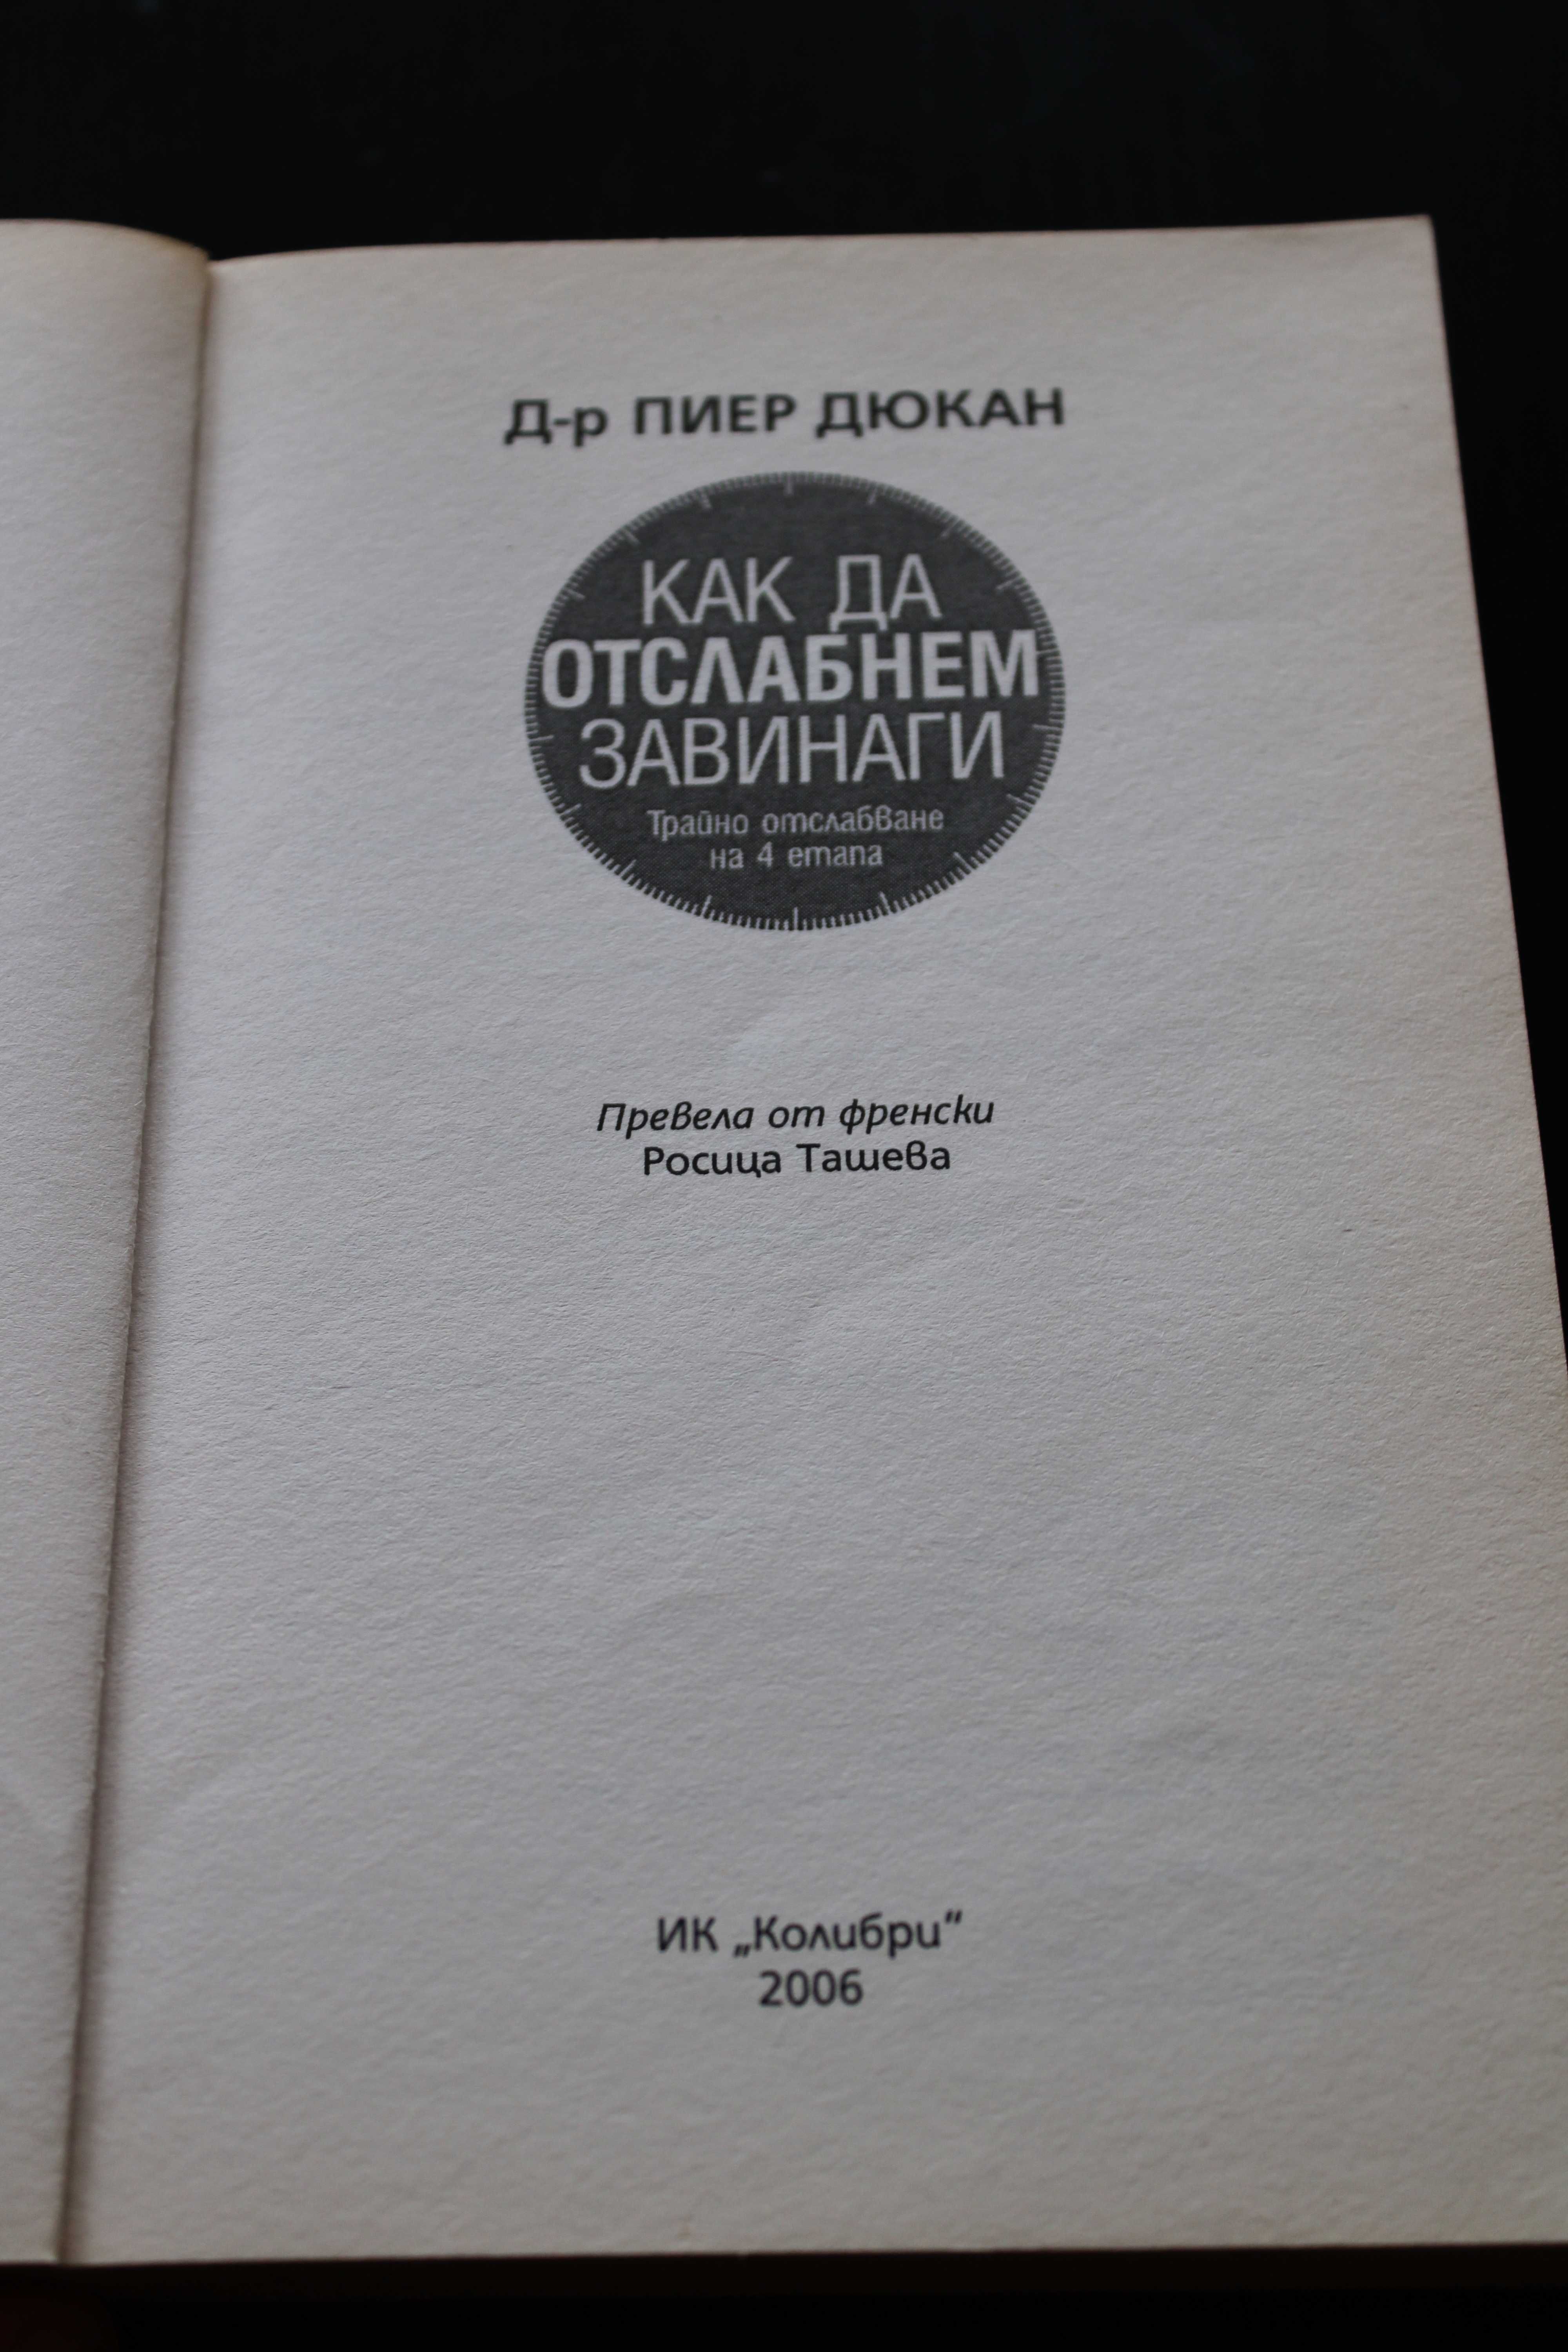 Д-р ПИЕР ДЮКАН
КАК ДА
ОТСЛАБНЕМ
ЗАВИНАГИ
Трайно отслабване
на 4 етапа
Превела от френски
Росица Ташева
ИК „Колибри“
2006